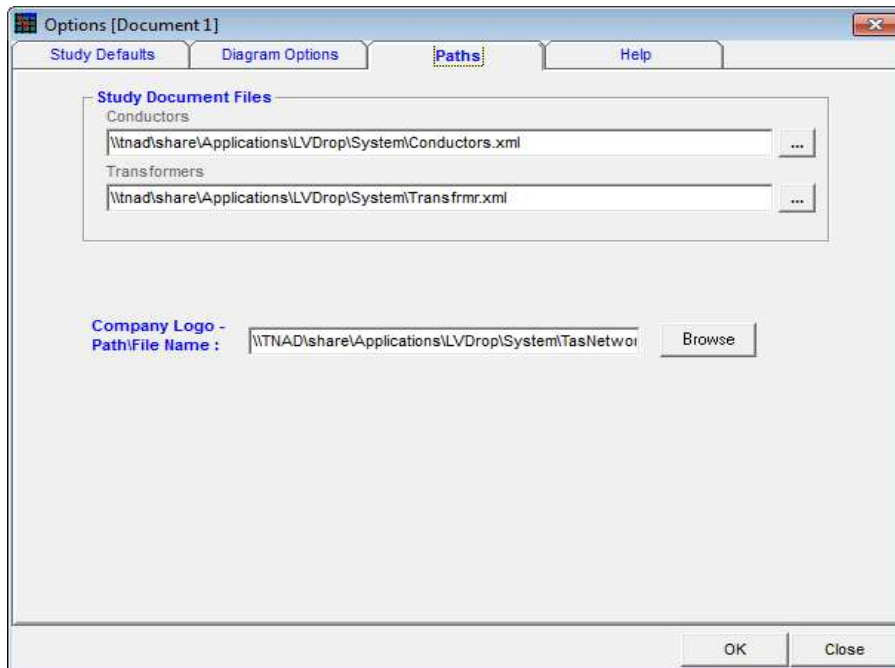 Options [Document 1]
Study Defaults Diagram Options Paths Help
Study Document Files
Conductors
\\tnad\share\Applications\LVDrop\System\Conductors.xml ...
Transformers
\\tnad\share\Applications\LVDrop\System\Transfrmr.xml ...
Company Logo -
Path\File Name : \\TNAD\share\Applications\LVDrop\System\TasNetwor Browse
OK Close